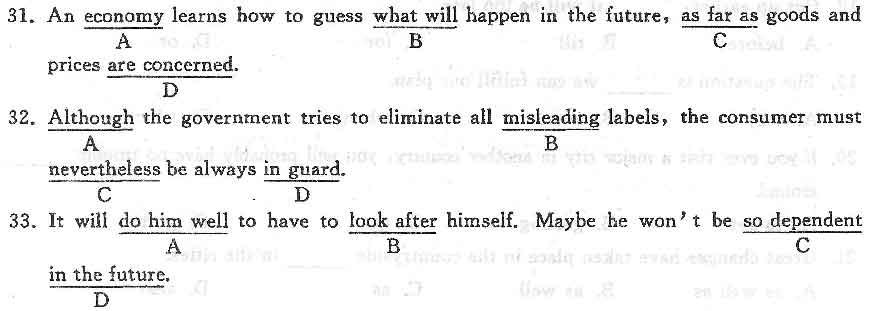 31. An economy learns how to guess what will happen in the future, as far as goods and
A B C
prices are concerned.
D
32. Although the government tries to eliminate all misleading labels, the consumer must
A B
nevertheless be always in guard.
C D
33. It will do him well to have to look after himself. Maybe he won't be so dependent
A B C
in the future.
D